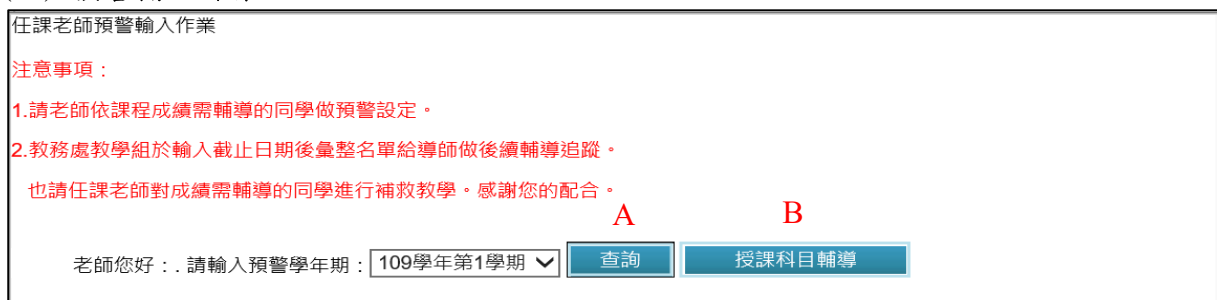 任課老師預警輸入作業
注意事項：
1.請老師依課程成績需輔導的同學做預警設定。
2.教務處教學組於輸入截止日期後彙整名單給導師做後續輔導追蹤。
也請任課老師對成績需輔導的同學進行補救教學。感謝您的配合。
A B
老師您好：. 請輸入預警學年期：109學年第1學期 查詢 授課科目輔導